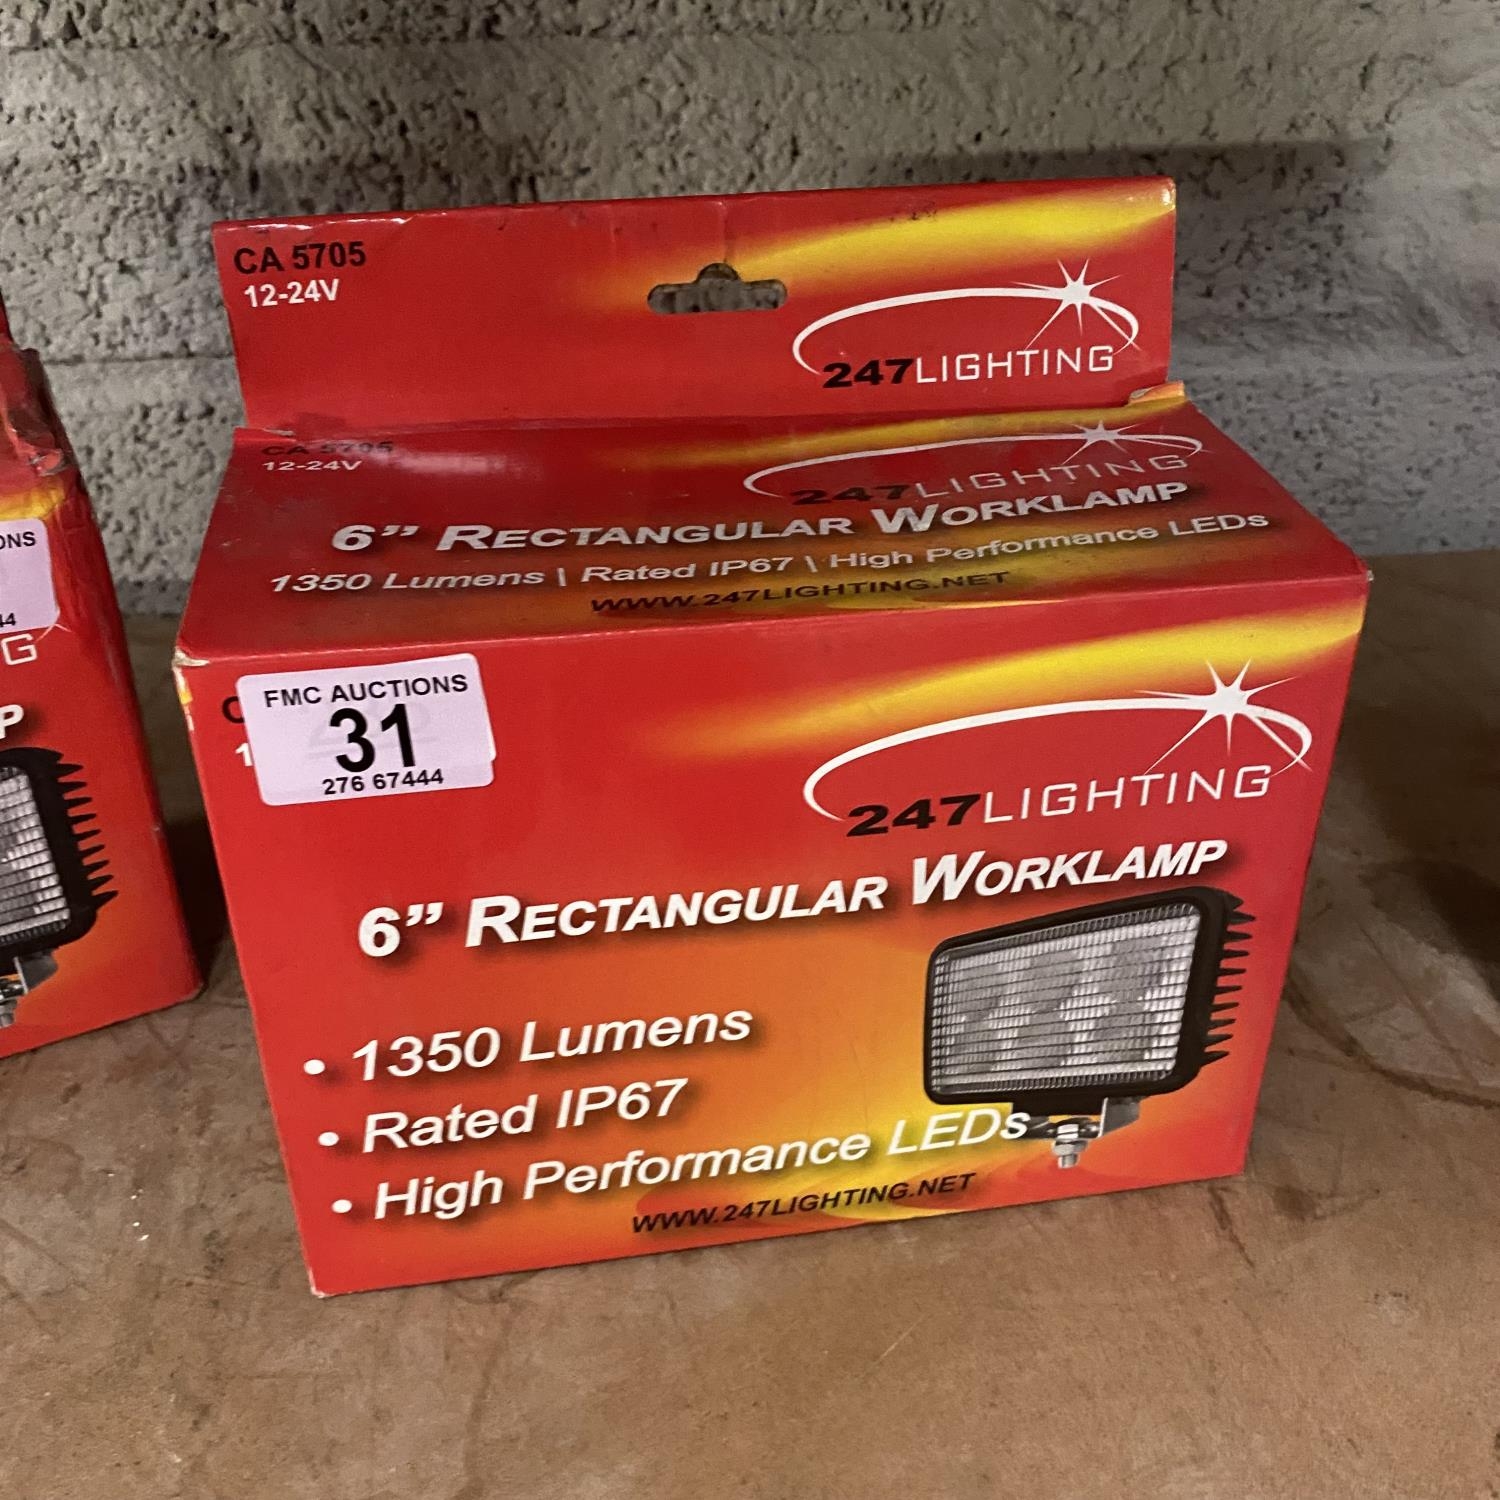 CA 5705
12-24V
247LIGHTING
CA 5705
12-24V
247LIGHTING
6” RECTANGULAR WORKLAMP
1350 Lumens | Rated IP67 | High Performance LEDs
WWW.247LIGHTING.NET
FMC AUCTIONS
31
276 67444
247LIGHTING
6” RECTANGULAR WORKLAMP
• 1350 Lumens
• Rated IP67
• High Performance LEDs
WWW.247LIGHTING.NET
ONS
44
G
P